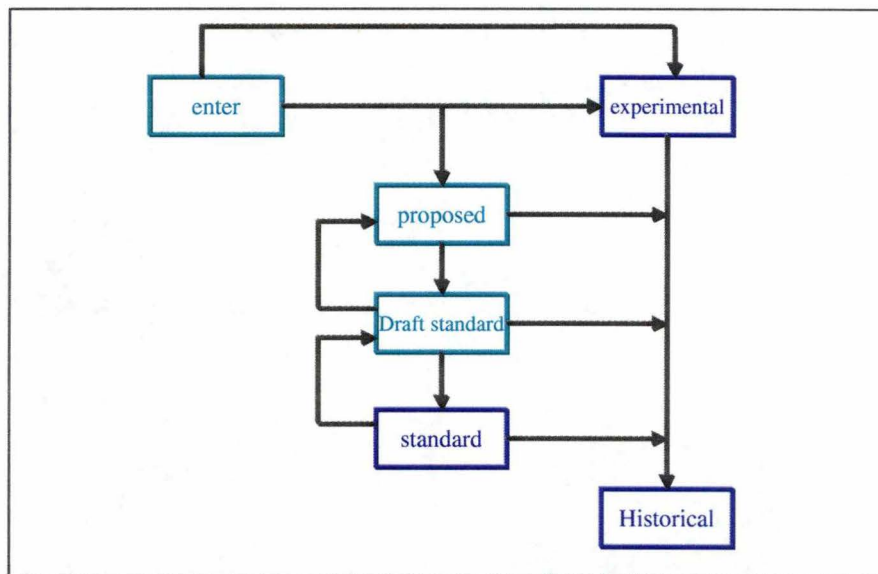 enter
experimental
proposed
Draft standard
standard
Historical